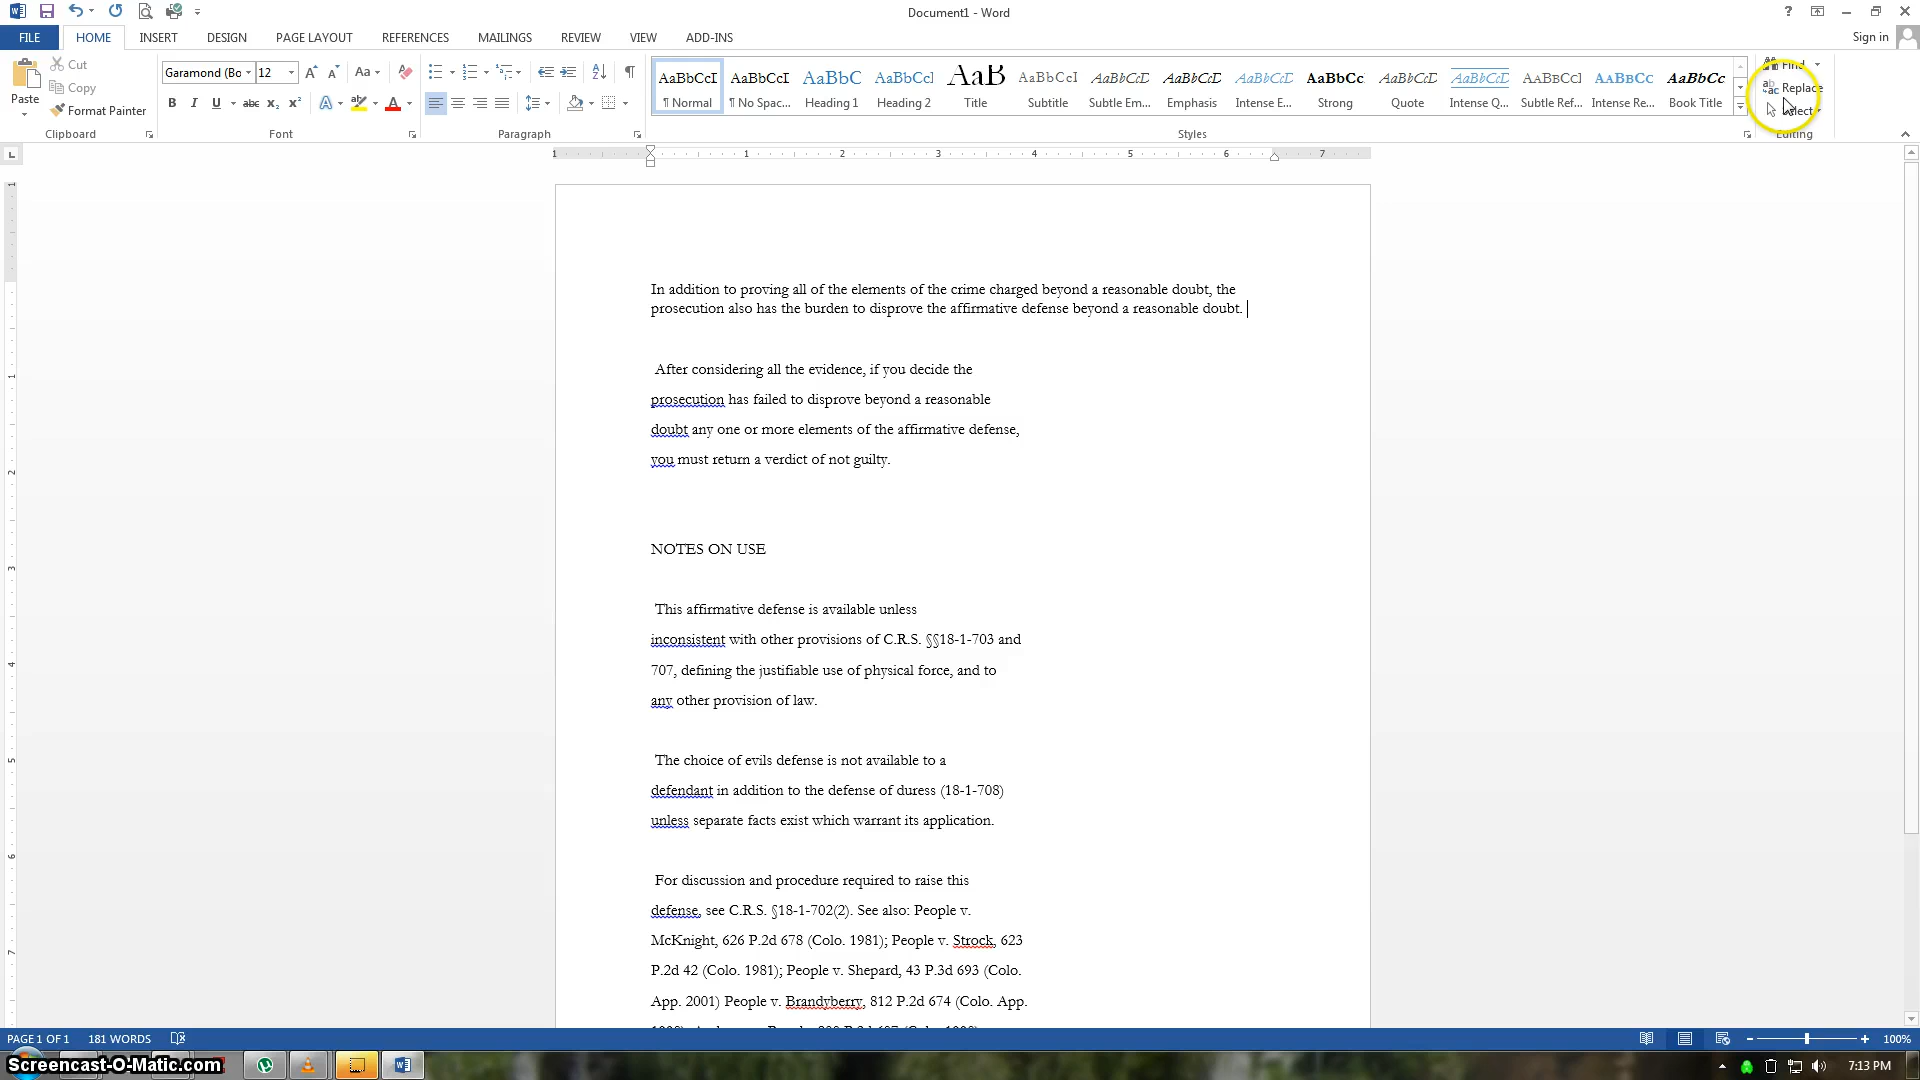 Document1 - Word
FILE HOME INSERT DESIGN PAGE LAYOUT REFERENCES MAILINGS REVIEW VIEW ADD-INS Sign in
Paste
Cut
Copy
Format Painter
Clipboard
Garamond (Bo 12
Font
Paragraph
AaBbCcI AaBbCcI AaBbC AaBbCcI AaB AaBbCcI AaBbCcD AaBbCcD AaBbCcD AaBbCc AaBbCcD AaBbCcD AaBbCcI AaBbCc AaBbCc
¶ Normal ¶ No Spac... Heading 1 Heading 2 Title Subtitle Subtle Em... Emphasis Intense E... Strong Quote Intense Q... Subtle Ref... Intense Re... Book Title
Styles
Find
Replace
Select
Editing
1 1 2 3 4 5 6 7
In addition to proving all of the elements of the crime charged beyond a reasonable doubt, the
prosecution also has the burden to disprove the affirmative defense beyond a reasonable doubt.
After considering all the evidence, if you decide the
prosecution has failed to disprove beyond a reasonable
doubt any one or more elements of the affirmative defense,
you must return a verdict of not guilty.
NOTES ON USE
This affirmative defense is available unless
inconsistent with other provisions of C.R.S. §§18-1-703 and
707, defining the justifiable use of physical force, and to
any other provision of law.
The choice of evils defense is not available to a
defendant in addition to the defense of duress (18-1-708)
unless separate facts exist which warrant its application.
For discussion and procedure required to raise this
defense, see C.R.S. §18-1-702(2). See also: People v.
McKnight, 626 P.2d 678 (Colo. 1981); People v. Strock, 623
P.2d 42 (Colo. 1981); People v. Shepard, 43 P.3d 693 (Colo.
App. 2001) People v. Brandyberry, 812 P.2d 674 (Colo. App.
PAGE 1 OF 1 181 WORDS 100%
Screencast-O-Matic.com 7:13 PM